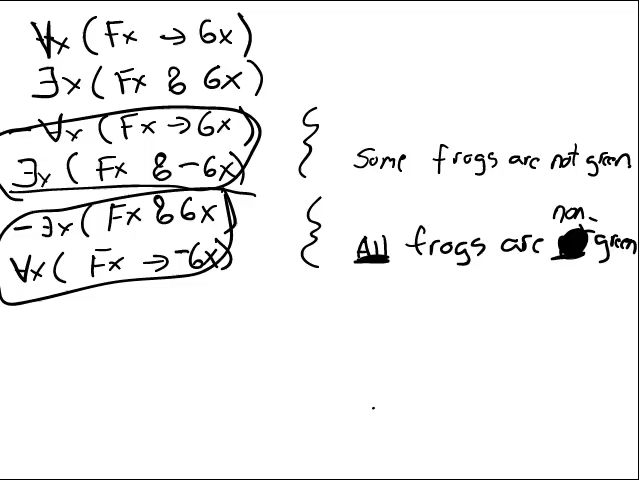 ∀x ( Fx → Gx )
∃x ( Fx & Gx )
-∀x ( Fx → Gx )
∃x ( Fx & -Gx )
Some frogs are not green
-∃x ( Fx & Gx )
∀x ( Fx → -Gx )
All frogs are non-green